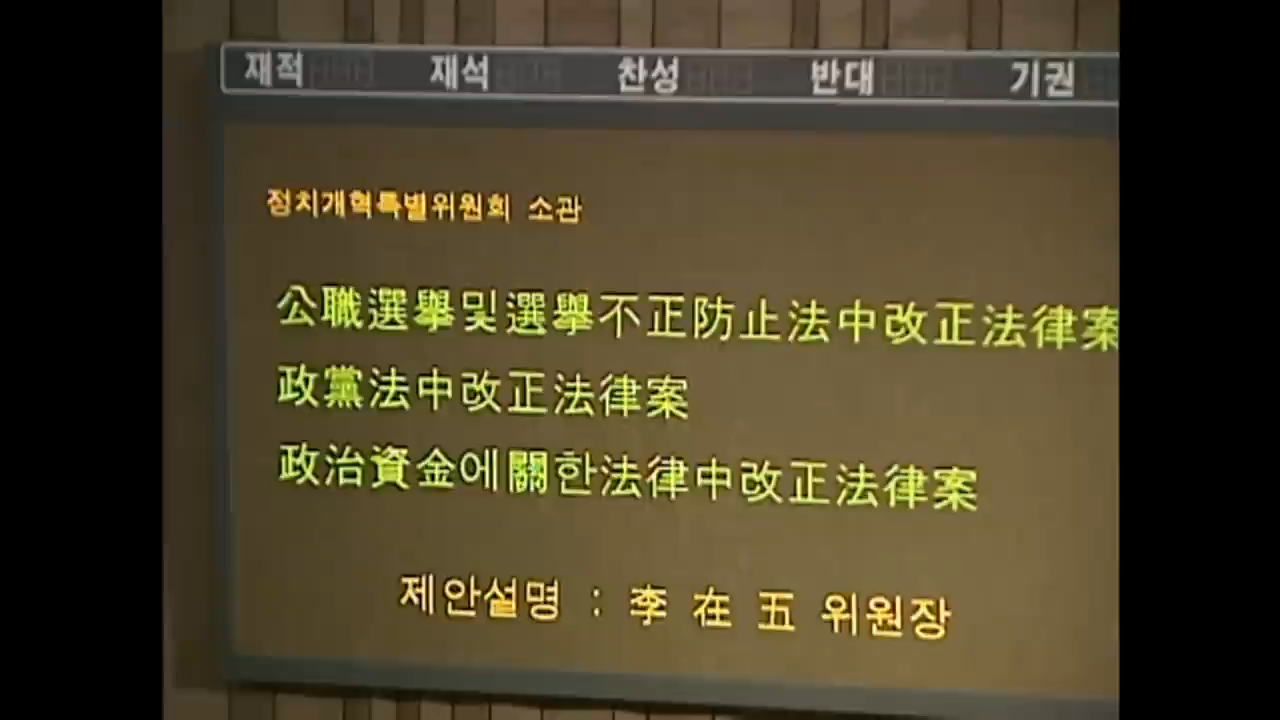 재적 재석 찬성 반대 기권
정치개혁특별위원회 소관
公職選擧및選擧不正防止法中改正法律案
政黨法中改正法律案
政治資金에關한法律中改正法律案
제안설명 : 李在五 위원장